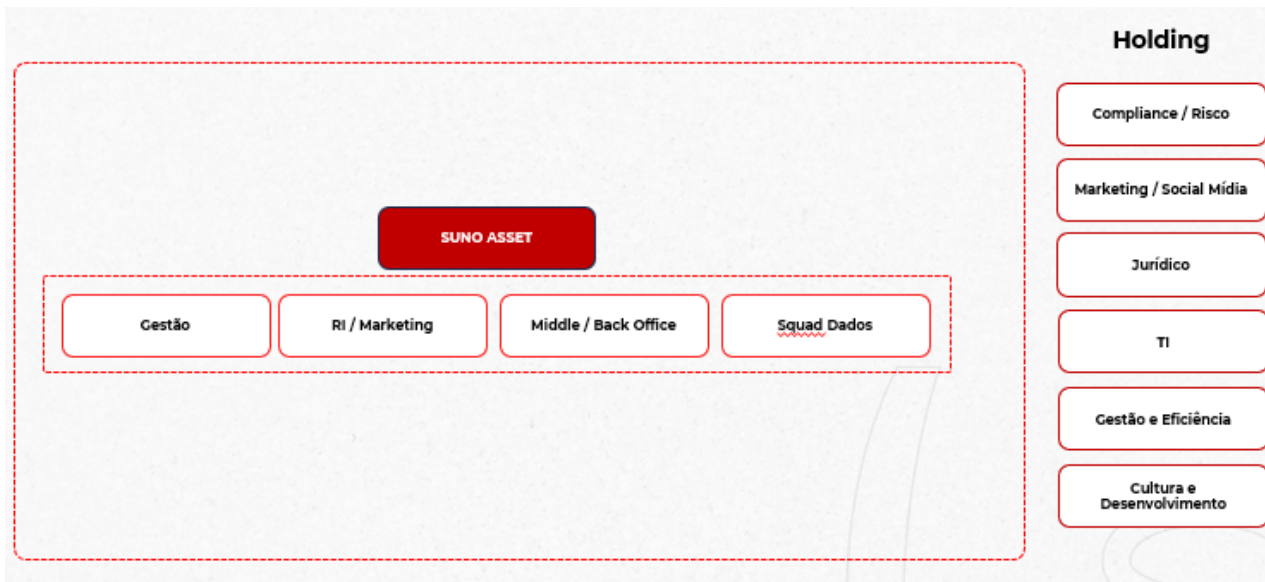 Holding
Compliance / Risco
Marketing / Social Mídia
Jurídico
TI
Gestão e Eficiência
Cultura e
Desenvolvimento
SUNO ASSET
Gestão
RI / Marketing
Middle / Back Office
Squad Dados